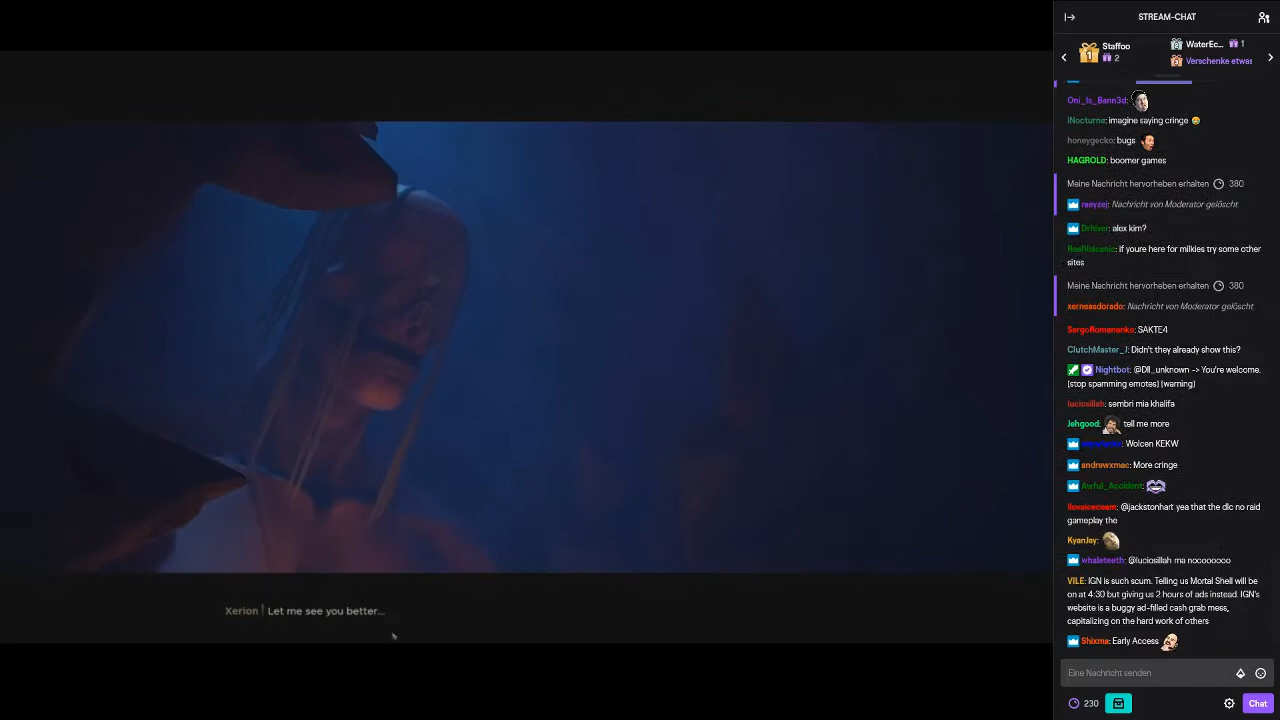 STREAM-CHAT
Staffoo
2
WaterEc... 1
Verschenke etwas
Oni_Is_Bann3d:
iNocturne: imagine saying cringe
honeygecko: bugs
HAGROLD: boomer games
Meine Nachricht hervorheben erhalten 380
raeyzej: Nachricht von Moderator gelöscht
Drhiver: alex kim?
RealVolcanic: if youre here for milkies try some other
sites
Meine Nachricht hervorheben erhalten 380
xerneasdorado: Nachricht von Moderator gelöscht
SergoRomanenko: SAKTE4
ClutchMaster_J: Didn't they already show this?
Nightbot: @Dll_unknown -> You're welcome.
[stop spamming emotes] [warning]
luciosillah: sembri mia khalifa
Jehgood: tell me more
Wolcen KEKW
andrewxmac: More cringe
Awful_Accident:
Iloveiceceam: @jackstonhart yea that the dlc no raid
gameplay the
KyanJay:
whaleteeth: @luciosillah ma nooooooo
VILE: IGN is such scum. Telling us Mortal Shell will be
on at 4:30 but giving us 2 hours of ads instead. IGN's
website is a buggy ad-filled cash grab mess,
capitalizing on the hard work of others
Shixma: Early Access
Eine Nachricht senden
230
Chat
Xerion | Let me see you better...